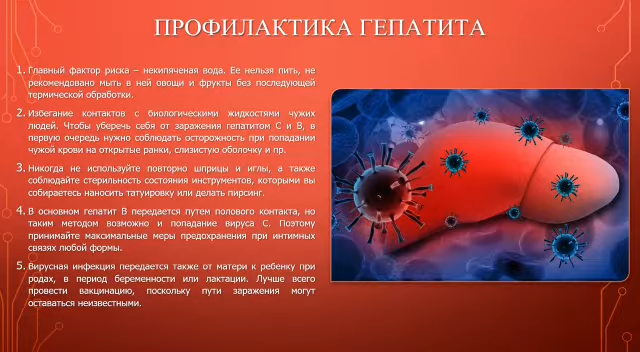 ПРОФИЛАКТИКА ГЕПАТИТА
1. Главный фактор риска – некипяченая вода. Ее нельзя пить, не
рекомендовано мыть в ней овощи и фрукты без последующей
термической обработки.
2. Избегание контактов с биологическими жидкостями чужих
людей. Чтобы уберечь себя от заражения гепатитом С и В, в
первую очередь нужно соблюдать осторожность при попадании
чужой крови на открытые ранки, слизистую оболочку и пр.
3. Никогда не используйте повторно шприцы и иглы, а также
соблюдайте стерильность состояния инструментов, которыми вы
собираетесь наносить татуировку или делать пирсинг.
4. В основном гепатит В передается путем полового контакта, но
таким методом возможно и попадание вируса С. Поэтому
принимайте максимальные меры предохранения при интимных
связях любой формы.
5. Вирусная инфекция передается также от матери к ребенку при
родах, в период беременности или лактации. Лучше всего
провести вакцинацию, поскольку пути заражения могут
оставаться неизвестными.